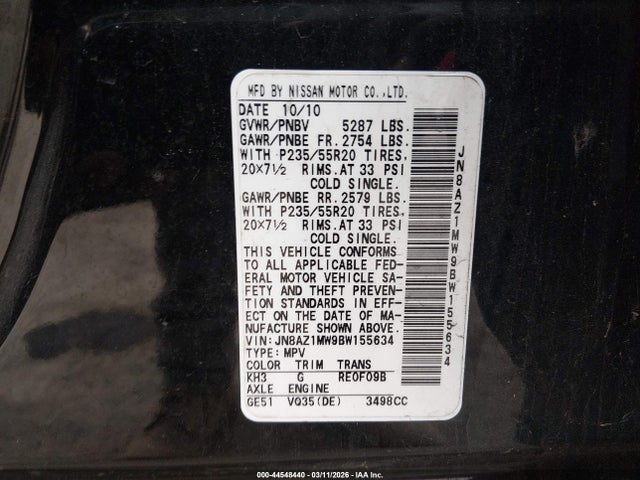 MFD BY NISSAN MOTOR CO.,LTD.
DATE 10/10
GVWR/PNBV 5287 LBS.
GAWR/PNBE FR. 2754 LBS.
WITH P235/55R20 TIRES,
20X7½ RIMS.AT 33 PSI
COLD SINGLE.
GAWR/PNBE RR. 2579 LBS.
WITH P235/55R20 TIRES,
20X7½ RIMS.AT 33 PSI
COLD SINGLE.
THIS VEHICLE CONFORMS
TO ALL APPLICABLE FED-
ERAL MOTOR VEHICLE SA-
FETY AND THEFT PREVEN-
TION STANDARDS IN EFF-
ECT ON THE DATE OF MA-
NUFACTURE SHOWN ABOVE.
VIN: JN8AZ1MW9BW155634
TYPE: MPV
COLOR TRIM TRANS
KH3 G RE0F09B
AXLE ENGINE
GE51 VQ35(DE) 3498CC
JN8AZ1MW9BW155634
000-44548440 - 03/11/2026 - IAA Inc.